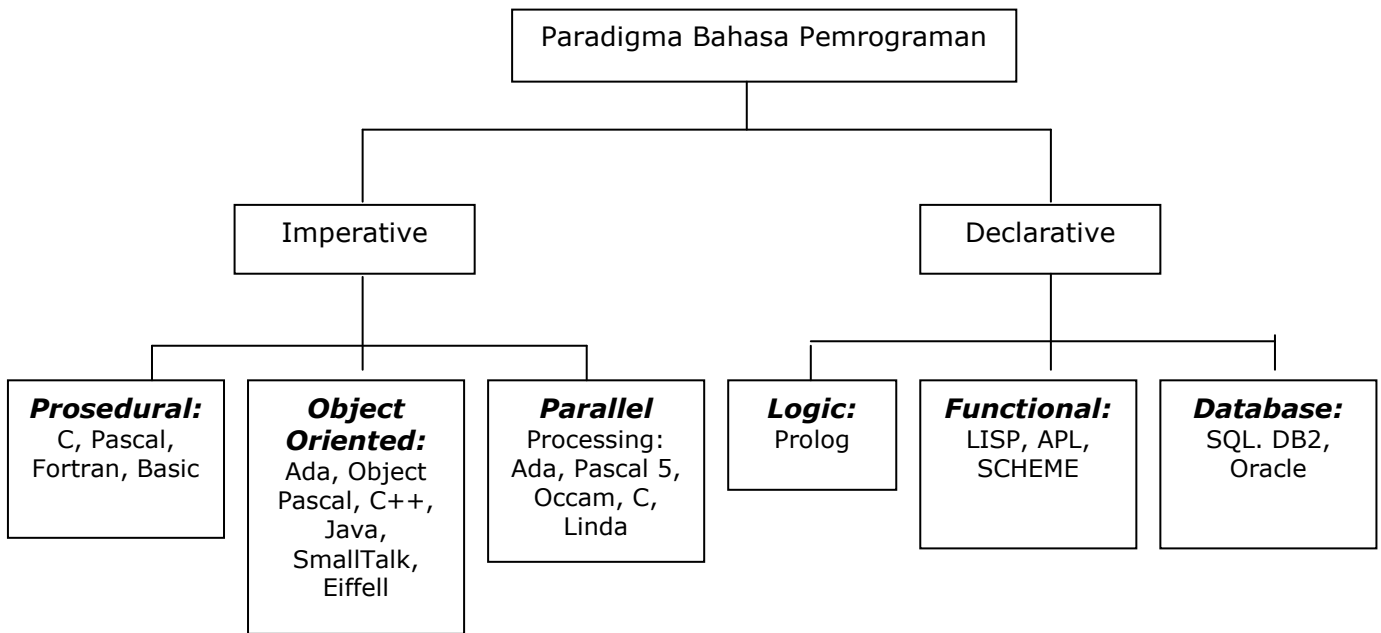 Paradigma Bahasa Pemrograman
Imperative
Declarative
Prosedural:
C, Pascal,
Fortran, Basic
Object
Oriented:
Ada, Object
Pascal, C++,
Java,
SmallTalk,
Eiffell
Parallel
Processing:
Ada, Pascal 5,
Occam, C,
Linda
Logic:
Prolog
Functional:
LISP, APL,
SCHEME
Database:
SQL. DB2,
Oracle